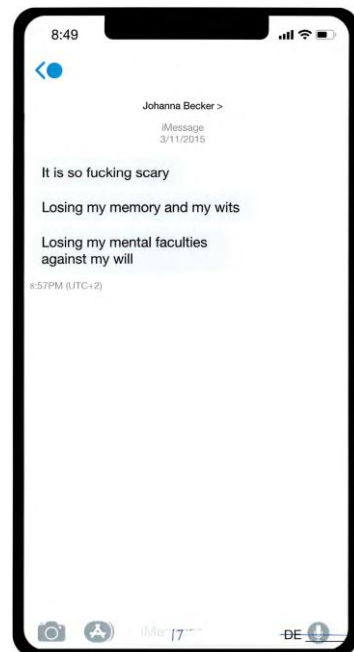 8:49
Johanna Becker >
iMessage
3/11/2015
It is so fucking scary
Losing my memory and my wits
Losing my mental faculties
against my will
8:57PM (UTC+2)
17
DE